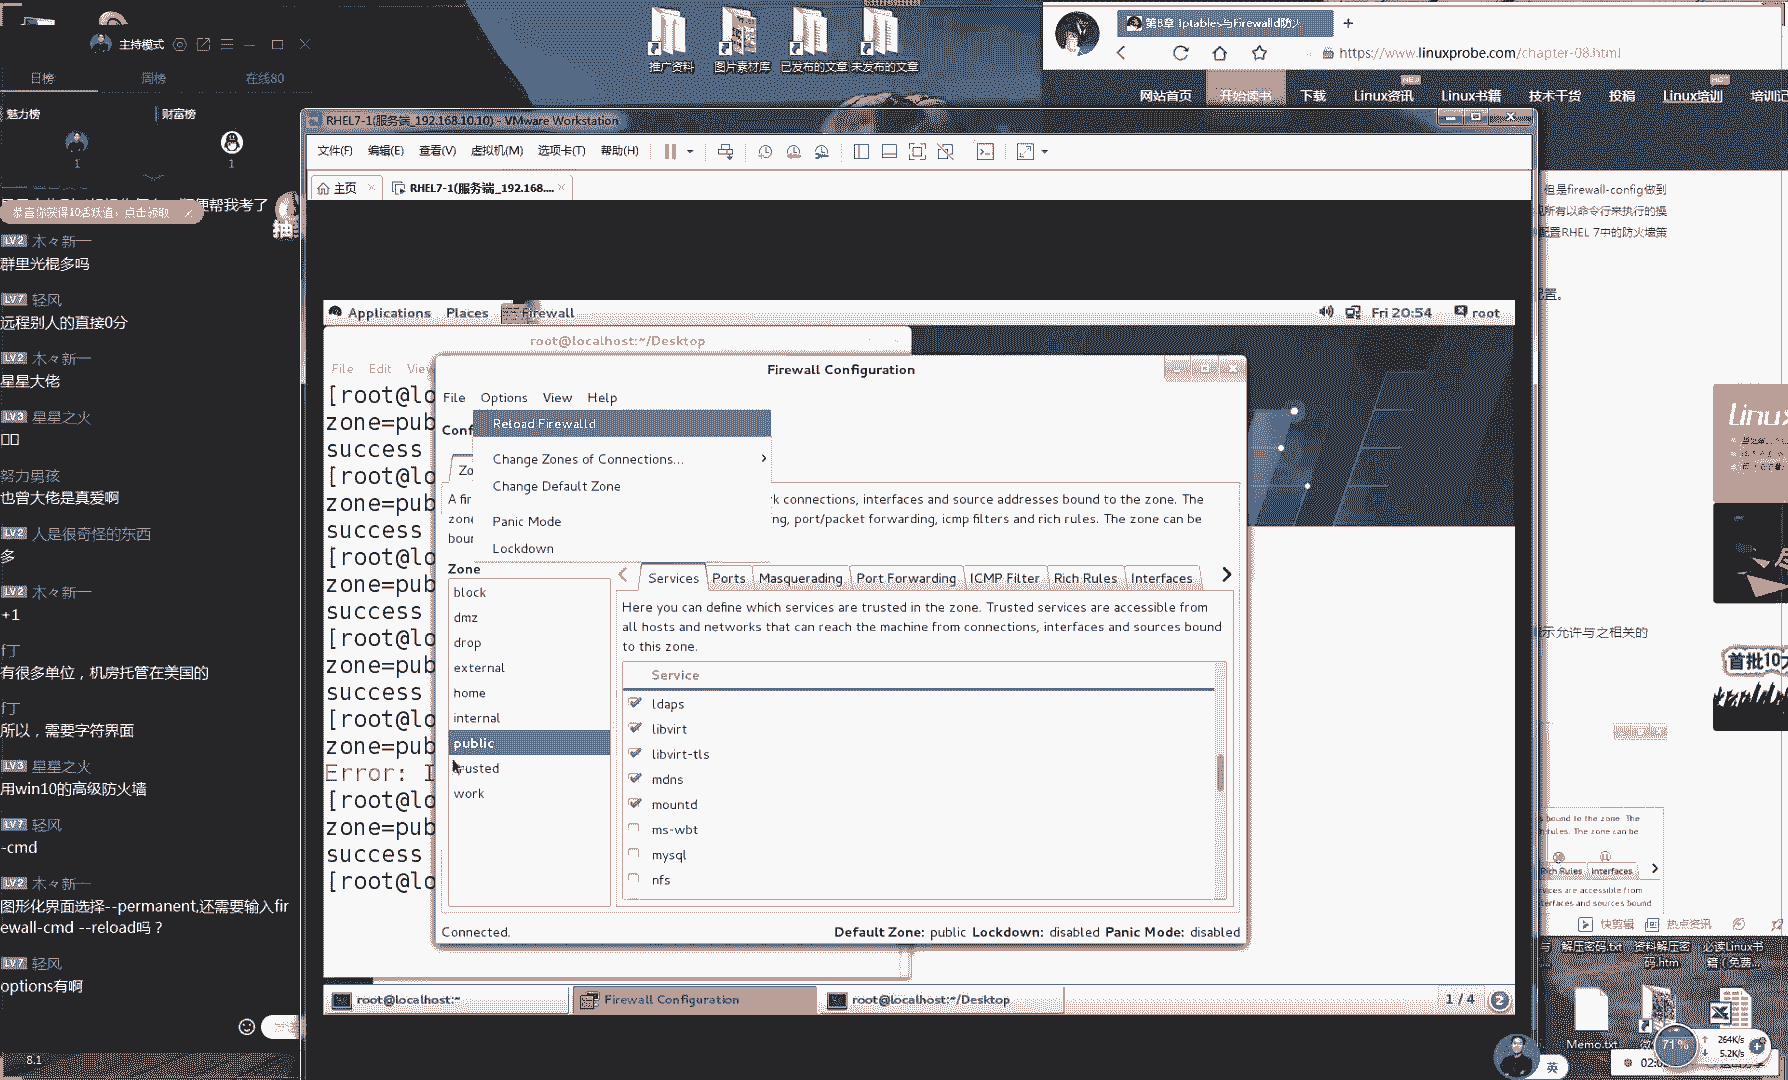 主持模式
日榜
周榜
在线80
魅力榜
财富榜
1
1
便帮我考了
恭喜你获得10活跃值,点击领取
LV2 木々新一
群里光棍多吗
LV7 轻风
远程别人的直接0分
LV2 木々新一
星星大佬
LV3 星星之火
努力男孩
也曾大佬是真爱啊
LV2 人是很奇怪的东西
多
LV2 木々新一
+1
f丁
有很多单位，机房托管在美国的
f丁
所以，需要字符界面
LV3 星星之火
用win10的高级防火墙
LV7 轻风
-cmd
LV2 木々新一
图形化界面选择--permanent,还需要输入fir
ewall-cmd --reload吗？
LV7 轻风
options有啊
8.1
推广资料
图片素材库
已发布的文章
未发布的文章
第8章 Iptables与Firewalld防火
https://www.linuxprobe.com/chapter-08.html
网站首页
开始读书
下载
Linux资讯
Linux书籍
技术干货
投稿
Linux培训
培训记
RHEL7-1(服务端_192.168.10.10) - VMware Workstation
文件(F)
编辑(E)
查看(V)
虚拟机(M)
选项卡(T)
帮助(H)
主页
RHEL7-1(服务端_192.168....
Applications
Places
Firewall
Fri 20:54
root
root@localhost:~/Desktop
File Edit View
[root@lo
zone=pub
success
[root@lo
zone=pub
success
[root@lo
zone=pub
success
[root@lo
zone=pub
success
[root@lo
zone=pub
Error: I
[root@lo
zone=pub
success
[root@lo
Firewall Configuration
File Options View Help
Conf
Reload Firewalld
Change Zones of Connections...
Change Default Zone
Panic Mode
Lockdown
Zo
A fir
k connections, interfaces and source addresses bound to the zone. The
zone
ng, port/packet forwarding, icmp filters and rich rules. The zone can be
bour
Zone
block
dmz
drop
external
home
internal
public
trusted
work
Services
Ports
Masquerading
Port Forwarding
ICMP Filter
Rich Rules
Interfaces
Here you can define which services are trusted in the zone. Trusted services are accessible from
all hosts and networks that can reach the machine from connections, interfaces and sources bound
to this zone.
Service
ldaps
libvirt
libvirt-tls
mdns
mountd
ms-wbt
mysql
nfs
Connected.
Default Zone: public Lockdown: disabled Panic Mode: disabled
root@localhost:~
Firewall Configuration
root@localhost:~/Desktop
1 / 4
2
但是firewall-config做到
所有以命令行来执行的操
配置RHEL 7中的防火墙策
配置。
示允许与之相关的
首批10大
s bound to the zone. The
h rules. The zone can be
Rich Rules
Interfaces
vices are accessible from
erfaces and sources bound
快剪辑
热点资讯
解压密码.txt
资料解压密
码.htm
必读Linux书
籍（免费...
Memo.txt
71%
264K/s
5.2K/s
英